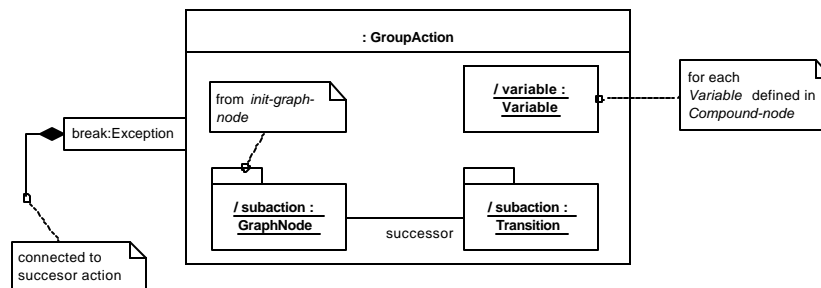 : GroupAction
from init-graph-
node
/ variable :
Variable
for each
Variable defined in
Compound-node
break:Exception
/ subaction :
GraphNode
successor
/ subaction :
Transition
connected to
succesor action